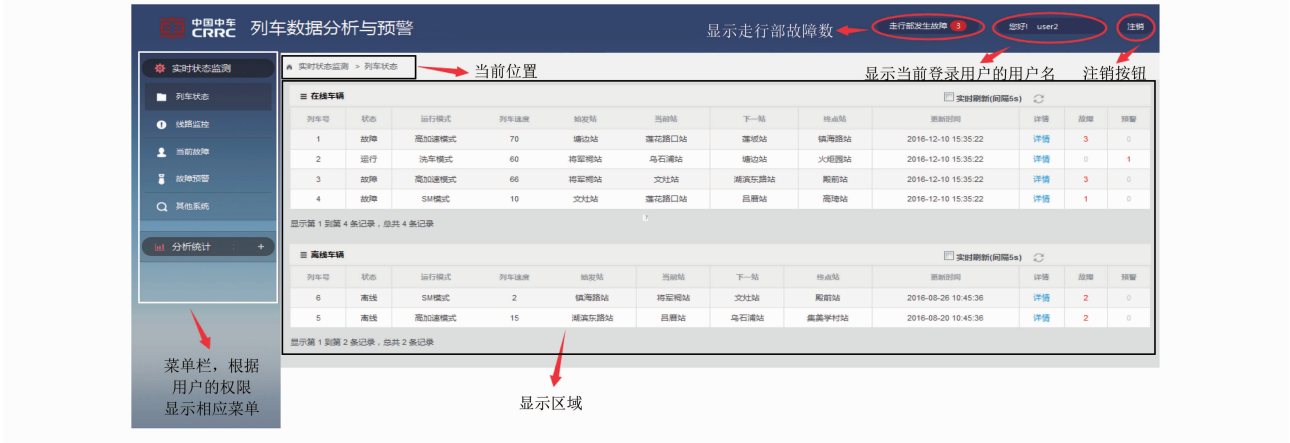 中国中车
CRRC
列车数据分析与预警
显示走行部故障数
走行部发生故障 3
您好! user2
注销
实时状态监测 > 列车状态
当前位置
显示当前登录用户的用户名
注销按钮
实时状态监测
列车状态
线路监控
当前故障
故障预警
其他系统
分析统计 +
在线车辆
实时刷新(间隔5s)
列车号 状态 运行模式 列车速度 始发站 当前站 下一站 终点站 更新时间 详情 故障 预警
1 故障 高加速模式 70 塘边站 莲花路口站 莲坂站 镇海路站 2016-12-10 15:35:22 详情 3 0
2 运行 洗车模式 60 将军祠站 乌石浦站 塘边站 火炬园站 2016-12-10 15:35:22 详情 0 1
3 故障 高加速模式 66 将军祠站 文灶站 湖滨东路站 殿前站 2016-12-10 15:35:22 详情 3 0
4 故障 SM模式 10 文灶站 莲花路口站 吕厝站 高崎站 2016-12-10 15:35:22 详情 1 0
显示第 1 到第 4 条记录，总共 4 条记录
离线车辆
实时刷新(间隔5s)
列车号 状态 运行模式 列车速度 始发站 当前站 下一站 终点站 更新时间 详情 故障 预警
6 离线 SM模式 2 镇海路站 将军祠站 文灶站 殿前站 2016-08-26 10:45:36 详情 2 0
5 离线 高加速模式 15 湖滨东路站 吕厝站 乌石浦站 集美学村站 2016-08-20 10:45:36 详情 2 0
显示第 1 到第 2 条记录，总共 2 条记录
菜单栏，根据
用户的权限
显示相应菜单
显示区域